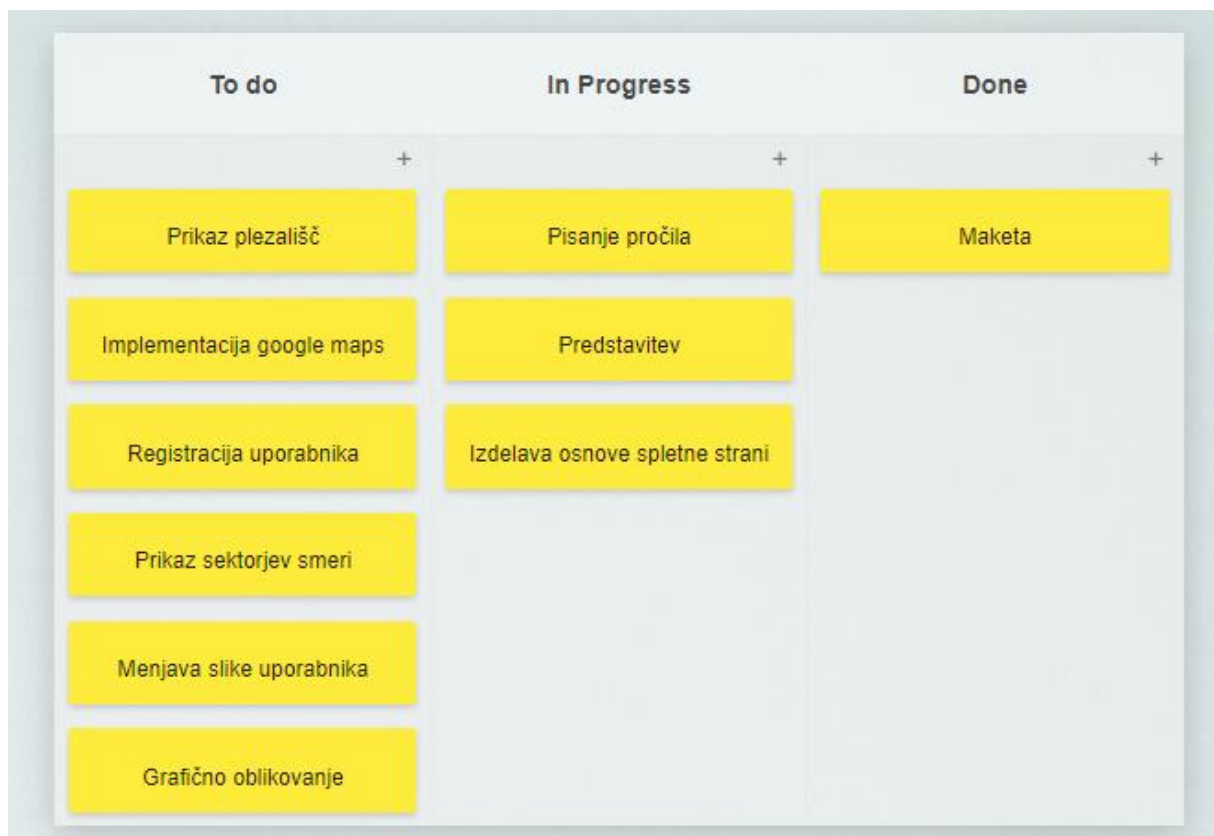 To do
In Progress
Done
+
+
+
Prikaz plezališč
Pisanje pročila
Maketa
Implementacija google maps
Predstavitev
Registracija uporabnika
Izdelava osnove spletne strani
Prikaz sektorjev smeri
Menjava slike uporabnika
Grafično oblikovanje